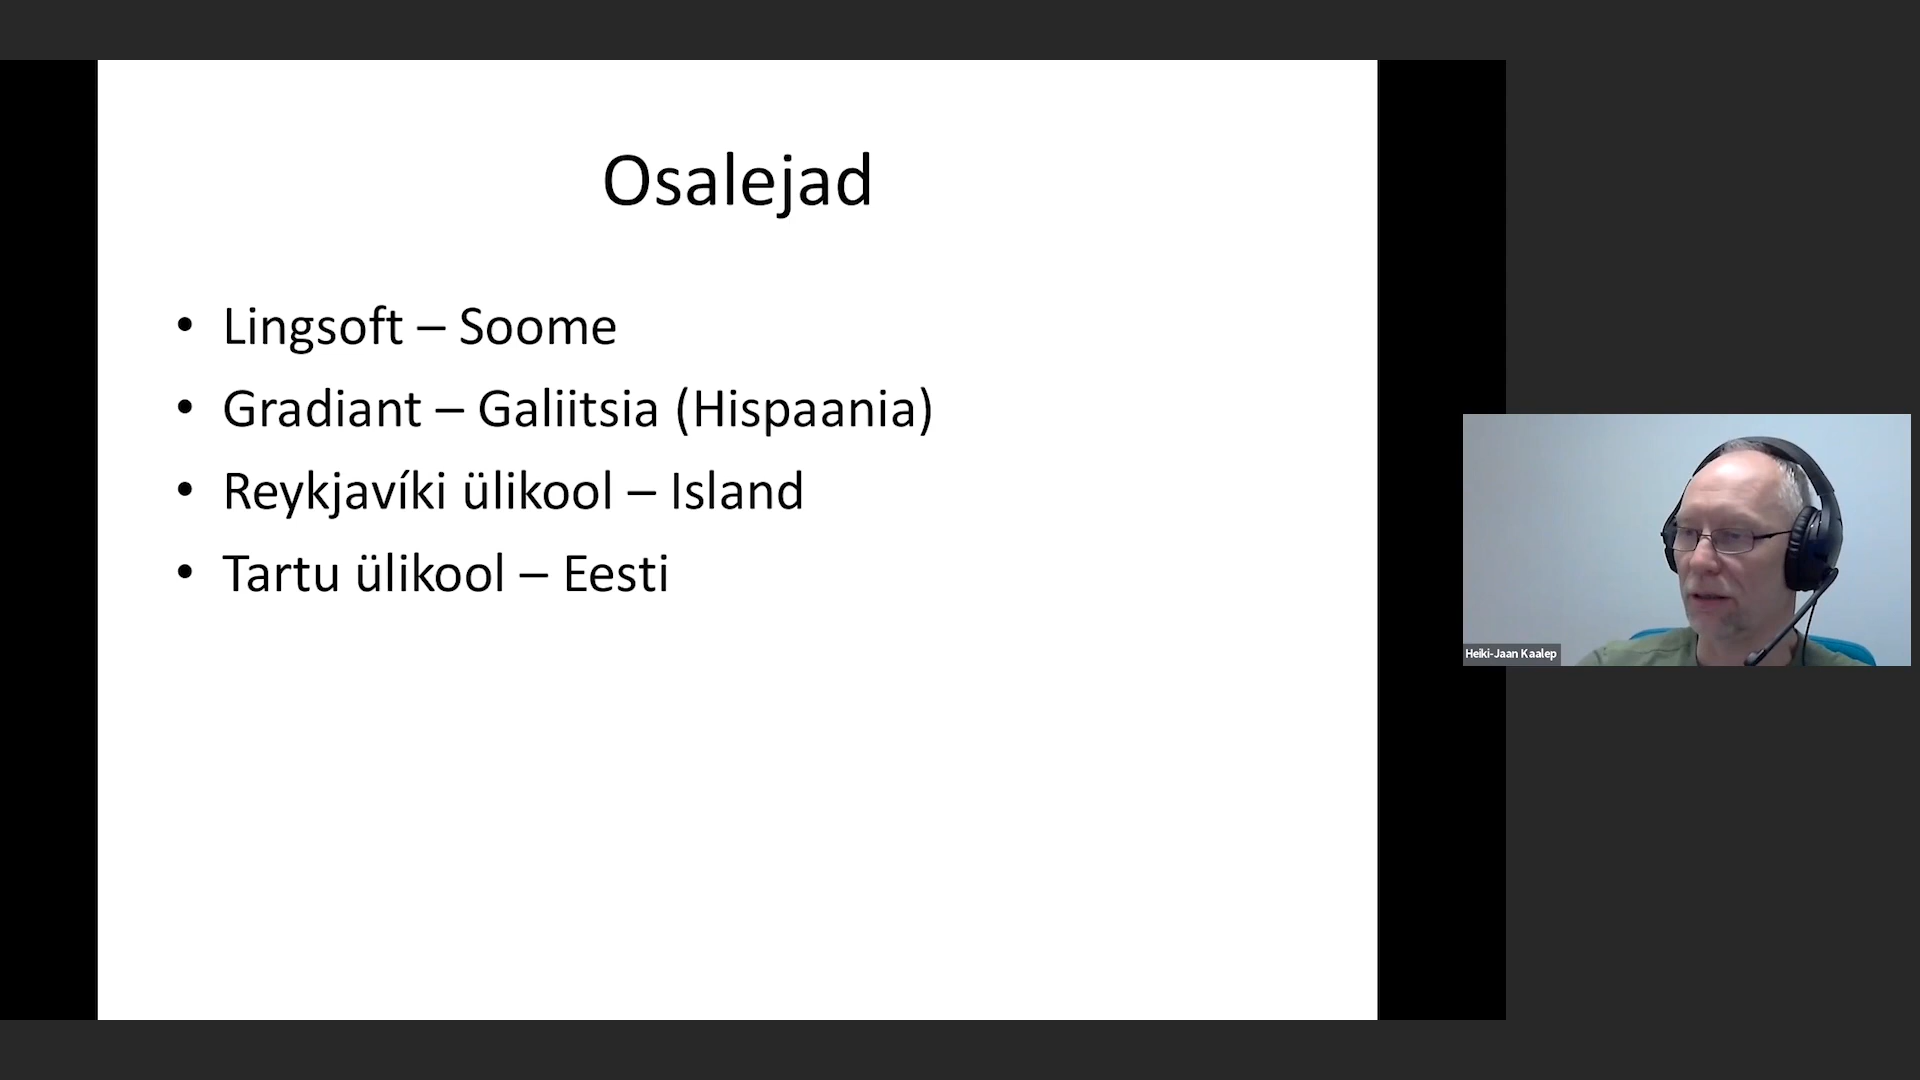 Osalejad
• Lingsoft – Soome
• Gradiant – Galiitsia (Hispaania)
• Reykjavíki ülikool – Island
• Tartu ülikool – Eesti
Heiki-Jaan Kaalep